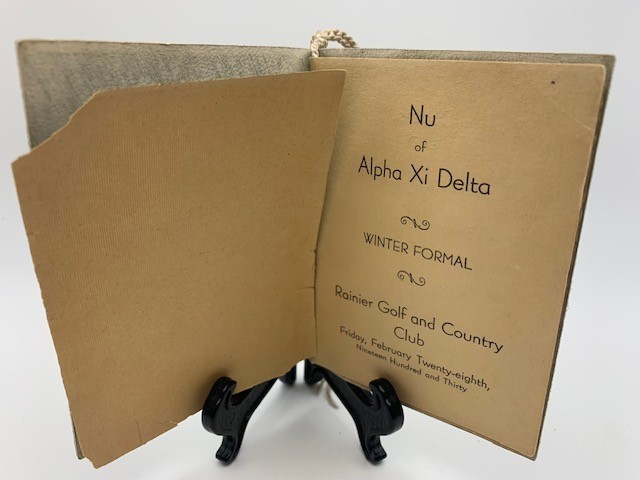 Nu
of
Alpha Xi Delta
WINTER FORMAL
Rainier Golf and Country
Club
Friday, February Twenty-eighth,
Nineteen Hundred and Thirty